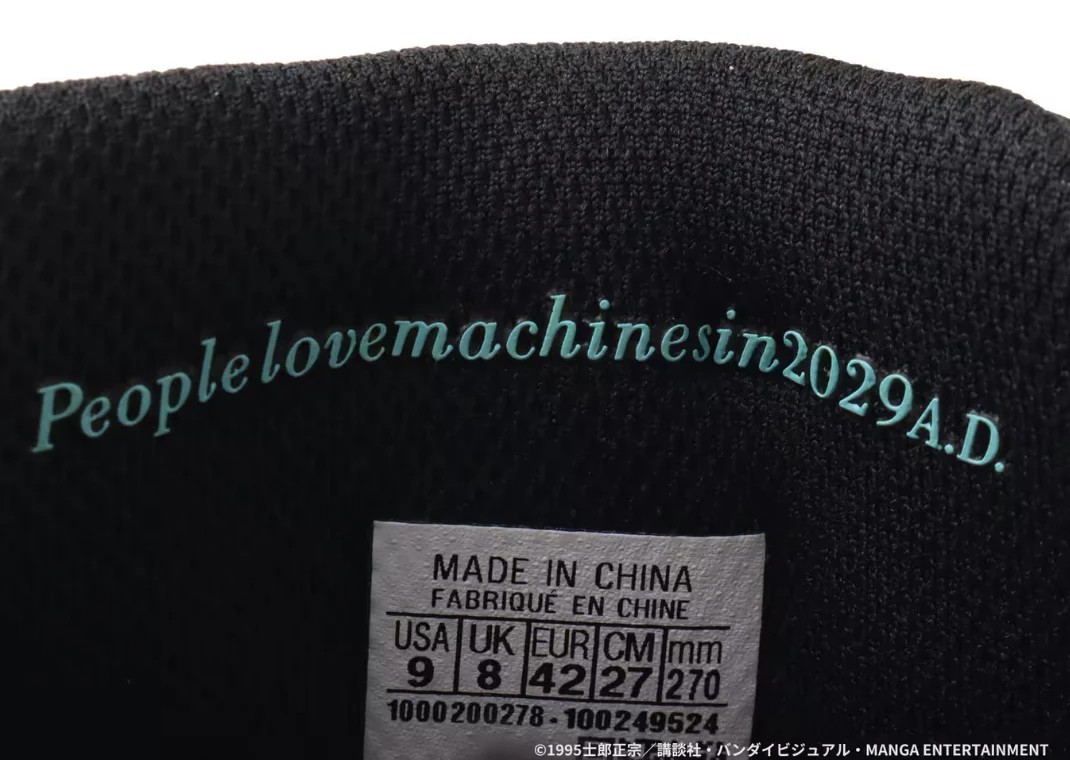 Peoplelovemachinesin2029A.D.
MADE IN CHINA
FABRIQUÉ EN CHINE
USA UK EUR CM mm
9 8 42 27 270
1000200278-100249524
©1995士郎正宗／講談社・バンダイビジュアル・MANGA ENTERTAINMENT